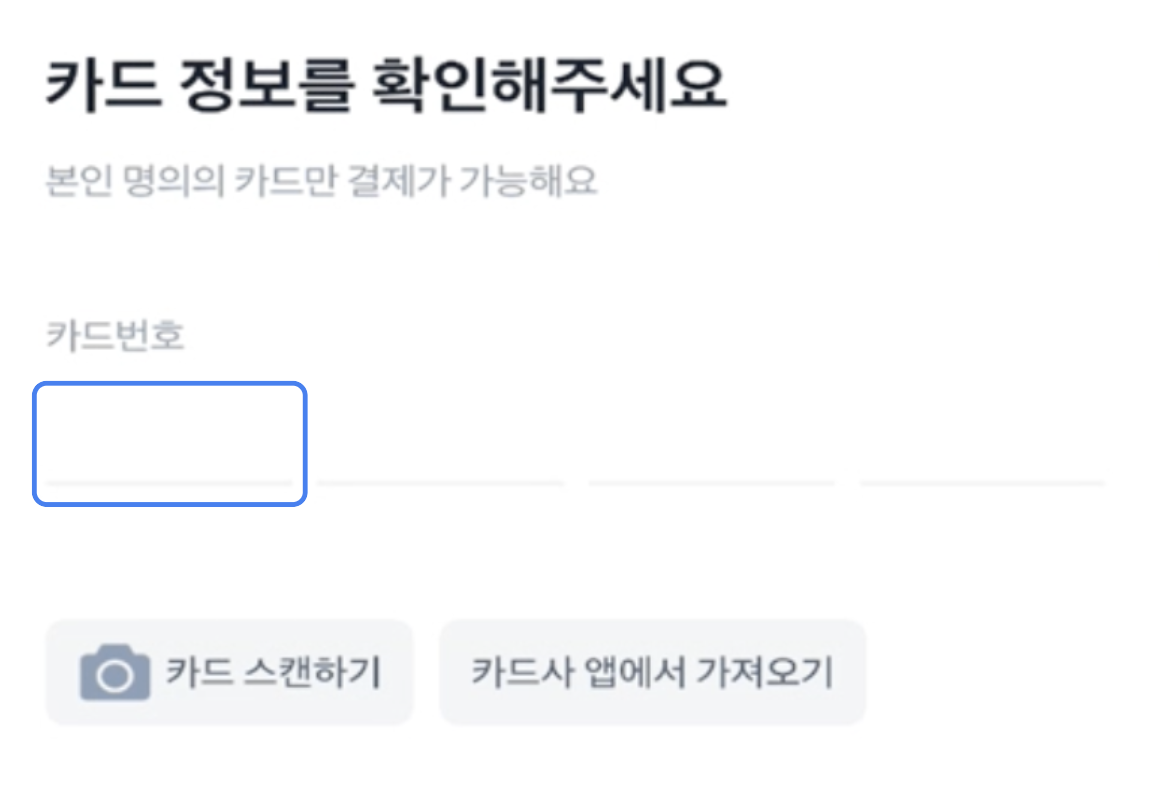 카드 정보를 확인해주세요
본인 명의의 카드만 결제가 가능해요
카드번호
카드 스캔하기
카드사 앱에서 가져오기